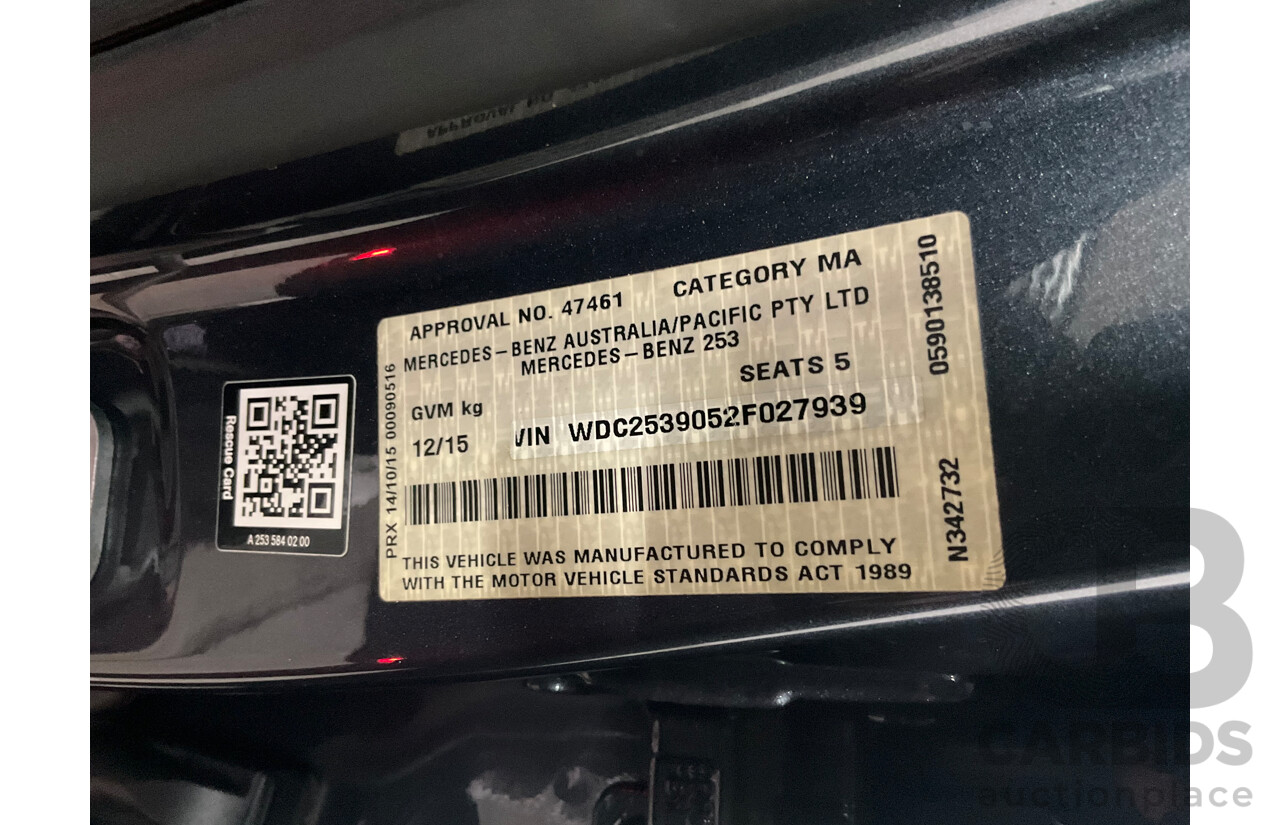 APPROVAL NO. 47461 CATEGORY MA
MERCEDES-BENZ AUSTRALIA/PACIFIC PTY LTD
MERCEDES-BENZ 253
SEATS 5
GVM kg
12/15
VIN WDC2539052F027939
THIS VEHICLE WAS MANUFACTURED TO COMPLY
WITH THE MOTOR VEHICLE STANDARDS ACT 1989
PRX 14/10/15 00090516
0590138510
N342732
Rescue Card
A 253 584 02 00
B
CARBIDS
auctionplace